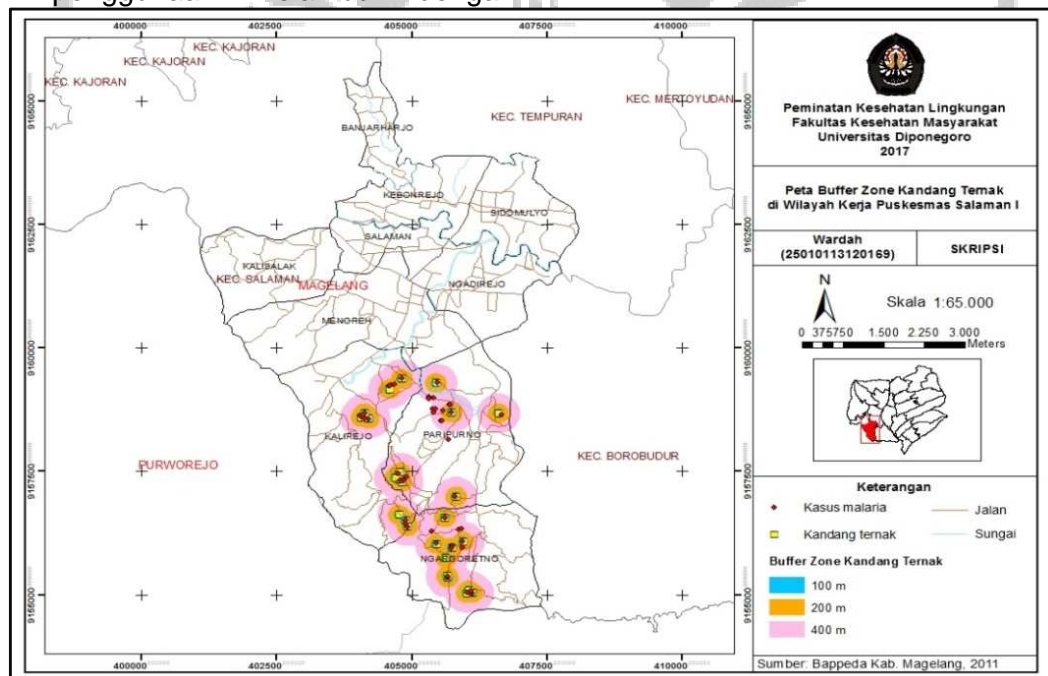 400000 402500 405000 407500 410000
KEC. KAJORAN
KEC. KAJORAN
KEC. KAJORAN
KEC. MERTOYUDAN
KEC. TEMPURAN
BANJARHARJO
KEBONREJO
SIDOMULYO
SALAMAN
KALISALAK
KEC. SALAMAN
MAGELANG
NGADIREJO
MENOREH
KALIREJO
PARIPURNO
PURWOREJO
KEC. BOROBUDUR
NGARGORETNO
9165000
9162500
9160000
9157500
9155000
9165000
9162500
9160000
9157500
9155000
400000 402500 405000 407500 410000
Peminatan Kesehatan Lingkungan
Fakultas Kesehatan Masyarakat
Universitas Diponegoro
2017
Peta Buffer Zone Kandang Ternak
di Wilayah Kerja Puskesmas Salaman I
Wardah
(25010113120169)
SKRIPSI
N
Skala 1:65.000
0 375750 1.500 2.250 3.000
Meters
Keterangan
Kasus malaria
Jalan
Kandang ternak
Sungai
Buffer Zone Kandang Ternak
100 m
200 m
400 m
Sumber: Bappeda Kab. Magelang, 2011